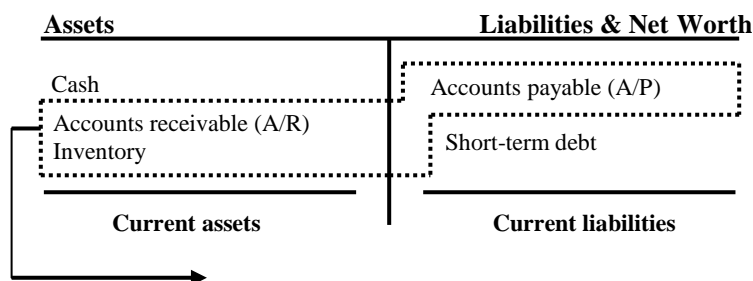 Assets Liabilities & Net Worth
Cash Accounts payable (A/P)
Accounts receivable (A/R)
Inventory Short-term debt
Current assets Current liabilities